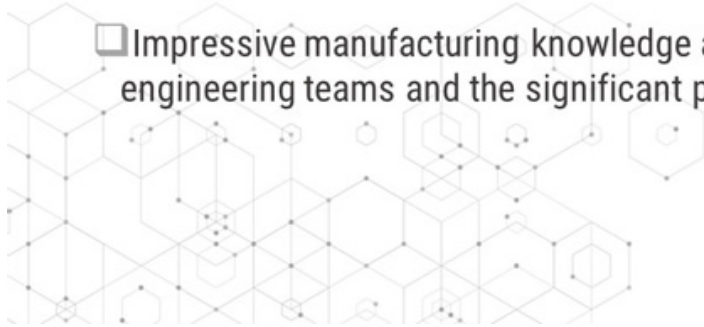 ❑Impressive manufacturing knowledge
engineering teams and the significant